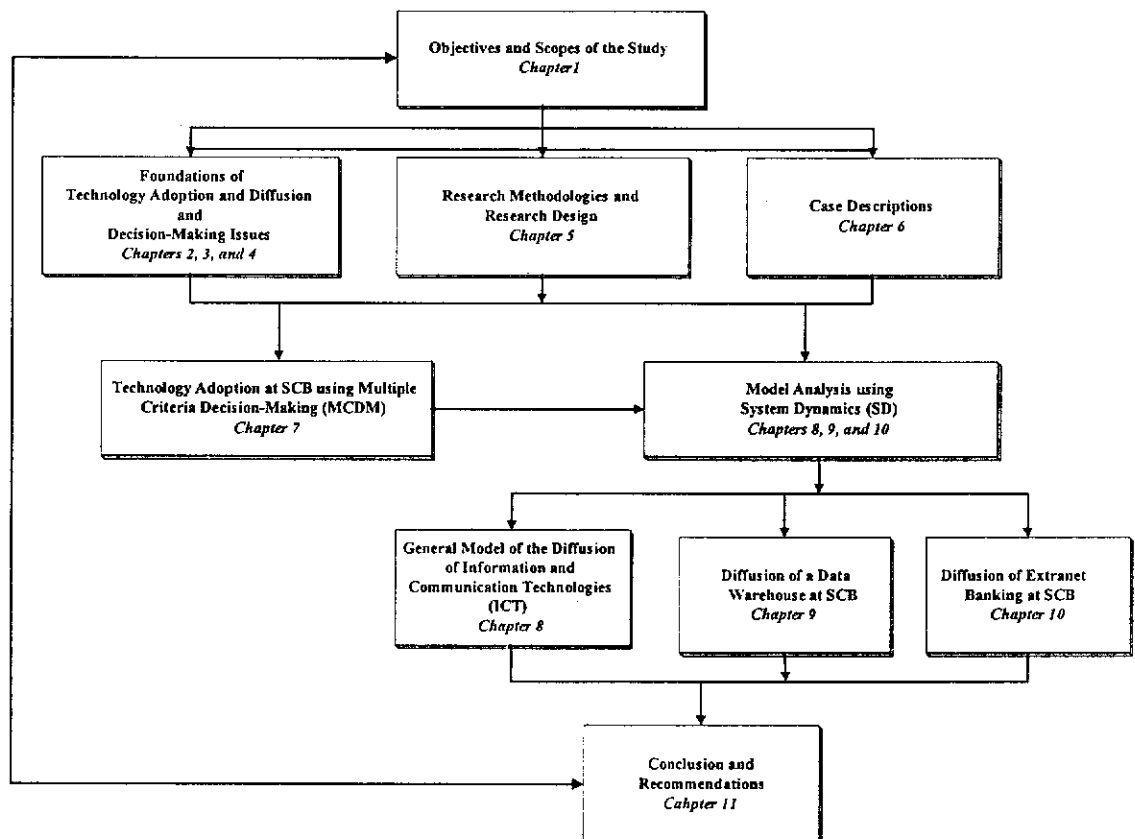 Objectives and Scopes of the Study
Chapter1
Foundations of
Technology Adoption and Diffusion
and
Decision-Making Issues
Chapters 2, 3, and 4
Research Methodologies and
Research Design
Chapter 5
Case Descriptions
Chapter 6
Technology Adoption at SCB using Multiple
Criteria Decision-Making (MCDM)
Chapter 7
Model Analysis using
System Dynamics (SD)
Chapters 8, 9, and 10
General Model of the Diffusion
of Information and
Communication Technologies
(ICT)
Chapter 8
Diffusion of a Data
Warehouse at SCB
Chapter 9
Diffusion of Extranet
Banking at SCB
Chapter 10
Conclusion and
Recommendations
Cahpter 11